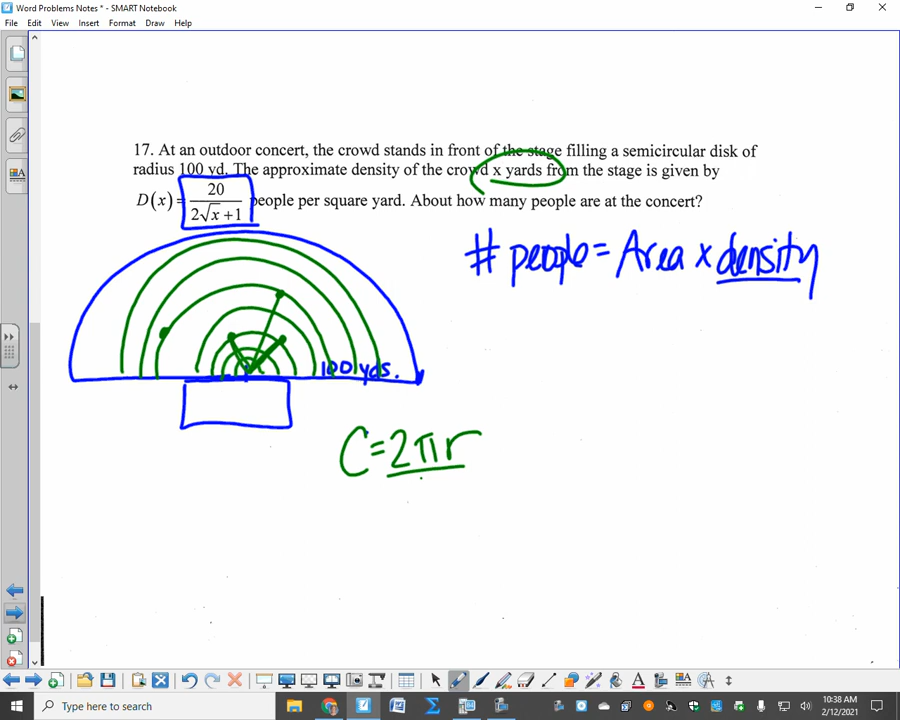 Word Problems Notes * - SMART Notebook
File Edit View Insert Format Draw Help
17. At an outdoor concert, the crowd stands in front of the stage filling a semicircular disk of
radius 100 yd. The approximate density of the crowd x yards from the stage is given by
D(x) = 20 / (2√x + 1) people per square yard. About how many people are at the concert?
# people = Area x density
100 yds.
C = 2πr
Type here to search
10:38 AM
2/12/2021